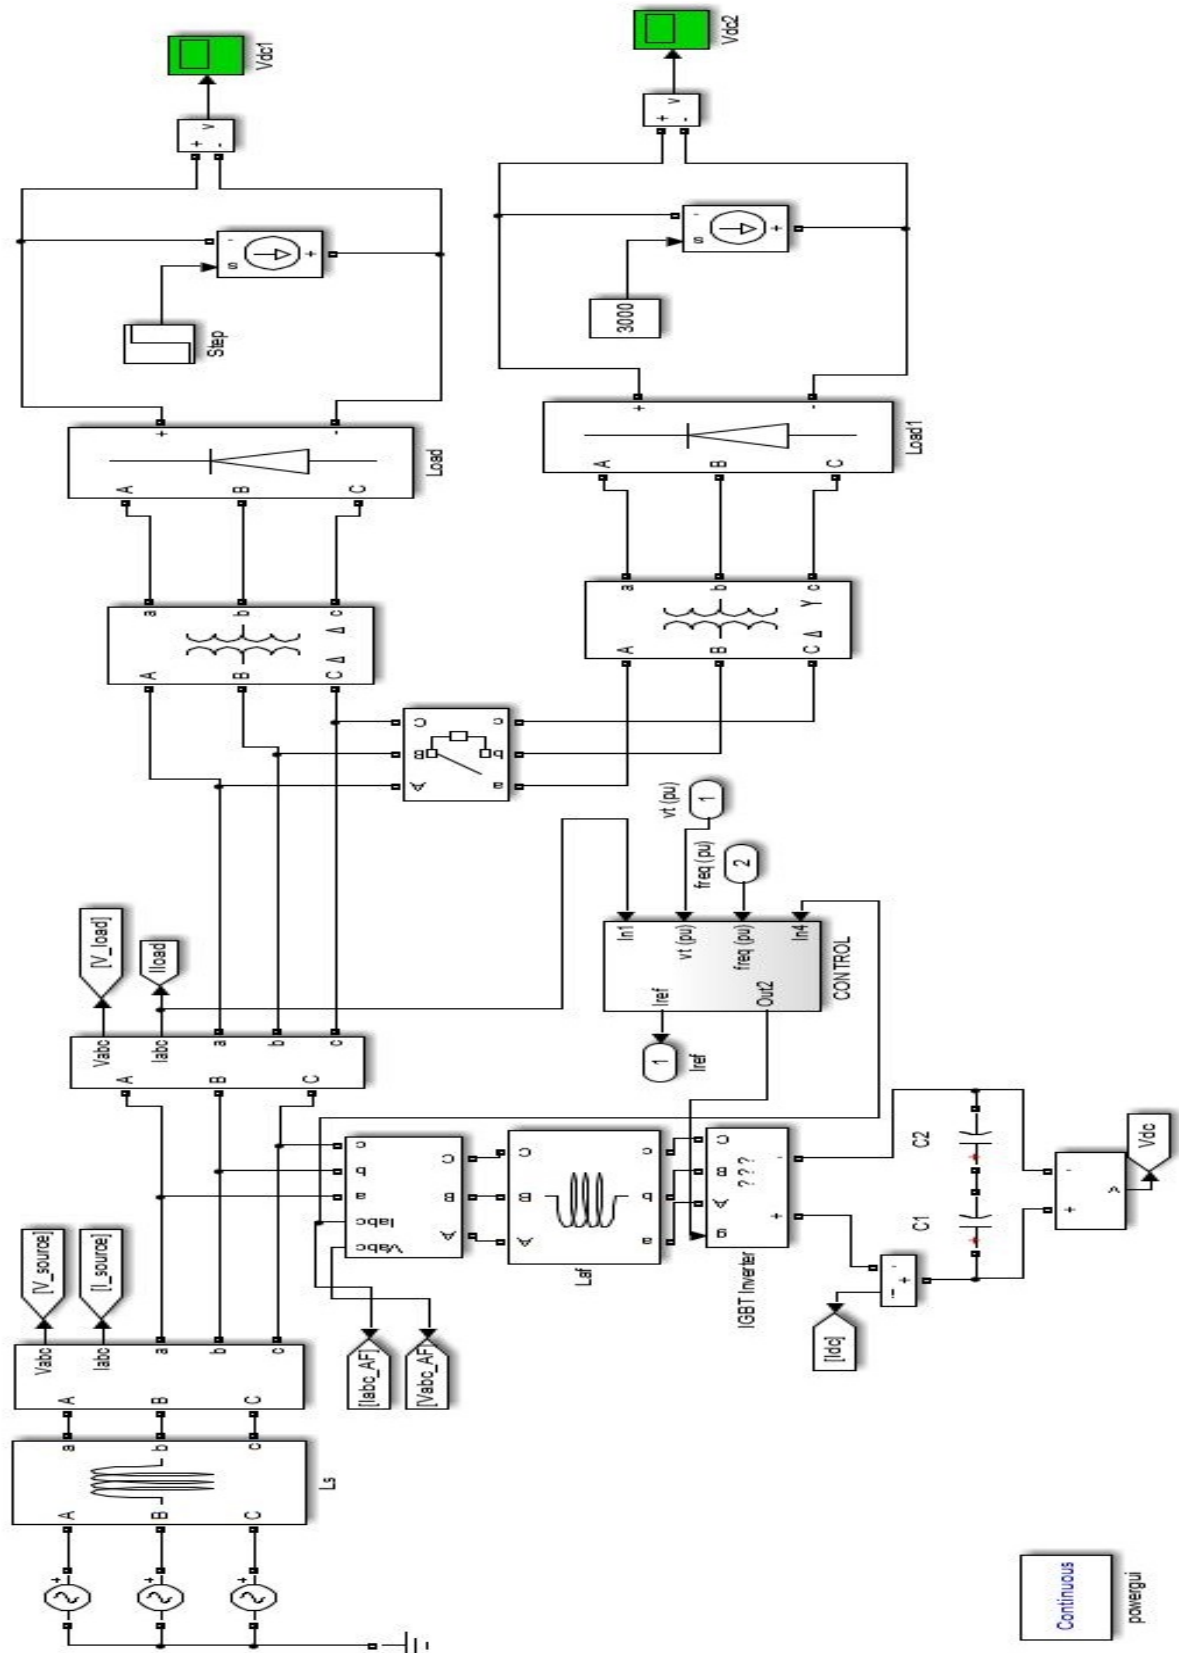 A
B
C
a
b
c
Ls
A
B
C
Vabc
Iabc
a
b
c
[V_source]
[I_source]
A
B
C
Vabc
Iabc
a
b
c
[V_load]
Iload
A
B
C
a
b
c
Δ Δ
A
B
C
+
-
Load
Step
s
-
+
+
-
v
Vdc1
[Iabc_AF]
[Vabc_AF]
Vabc
Iabc
a
b
c
A
B
C
A
B
C
a
b
c
Laf
g
A
B
C
???
+
-
IGBT Inverter
[Idc]
i
+
-
C1
C2
+
-
v
Vdc
In1
vt (pu)
freq (pu)
In4
Iref
Out2
CONTROL
1
Iref
vt (pu)
1
freq (pu)
2
A
B
C
a
b
c
A
B
C
a
b
c
Δ Y
A
B
C
+
-
Load1
3000
s
-
+
+
-
v
Vdc2
Continuous
powergui